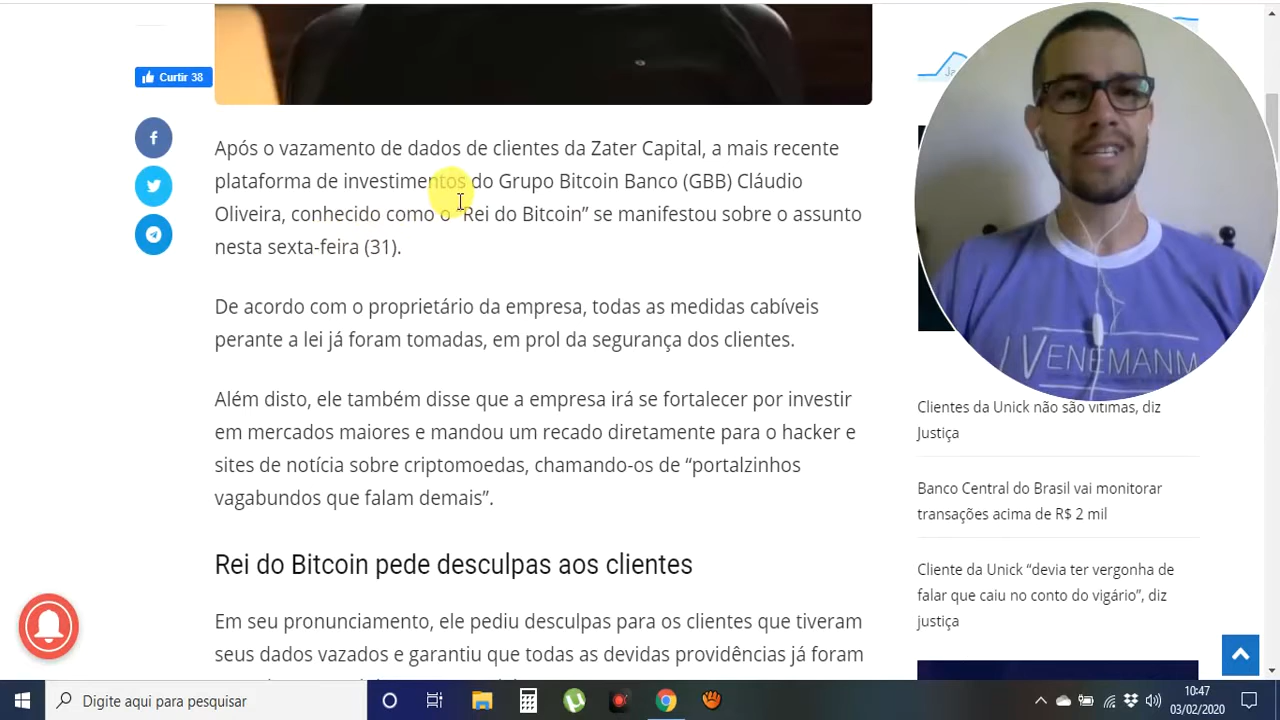 Curtir 38
Após o vazamento de dados de clientes da Zater Capital, a mais recente
plataforma de investimentos do Grupo Bitcoin Banco (GBB) Cláudio
Oliveira, conhecido como o “Rei do Bitcoin” se manifestou sobre o assunto
nesta sexta-feira (31).
De acordo com o proprietário da empresa, todas as medidas cabíveis
perante a lei já foram tomadas, em prol da segurança dos clientes.
Além disto, ele também disse que a empresa irá se fortalecer por investir
em mercados maiores e mandou um recado diretamente para o hacker e
sites de notícia sobre criptomoedas, chamando-os de “portalzinhos
vagabundos que falam demais”.
Rei do Bitcoin pede desculpas aos clientes
Em seu pronunciamento, ele pediu desculpas para os clientes que tiveram
seus dados vazados e garantiu que todas as devidas providências já foram
VENEMANM
Clientes da Unick não são vítimas, diz
Justiça
Banco Central do Brasil vai monitorar
transações acima de R$ 2 mil
Cliente da Unick “devia ter vergonha de
falar que caiu no conto do vigário”, diz
justiça
Digite aqui para pesquisar
10:47
03/02/2020